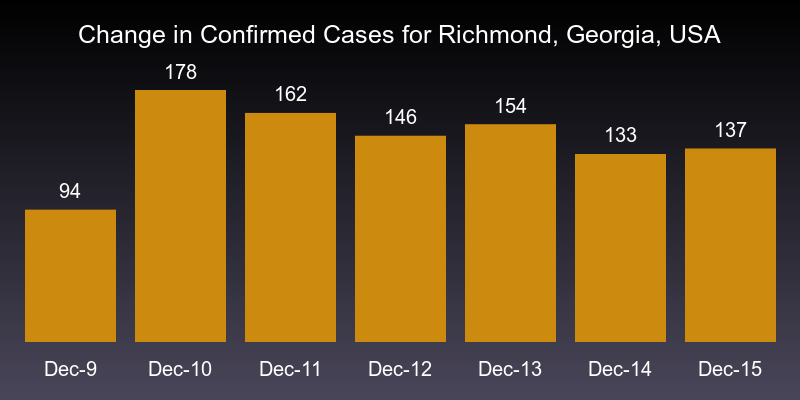 Change in Confirmed Cases for Richmond, Georgia, USA
94
178
162
146
154
133
137
Dec-9
Dec-10
Dec-11
Dec-12
Dec-13
Dec-14
Dec-15